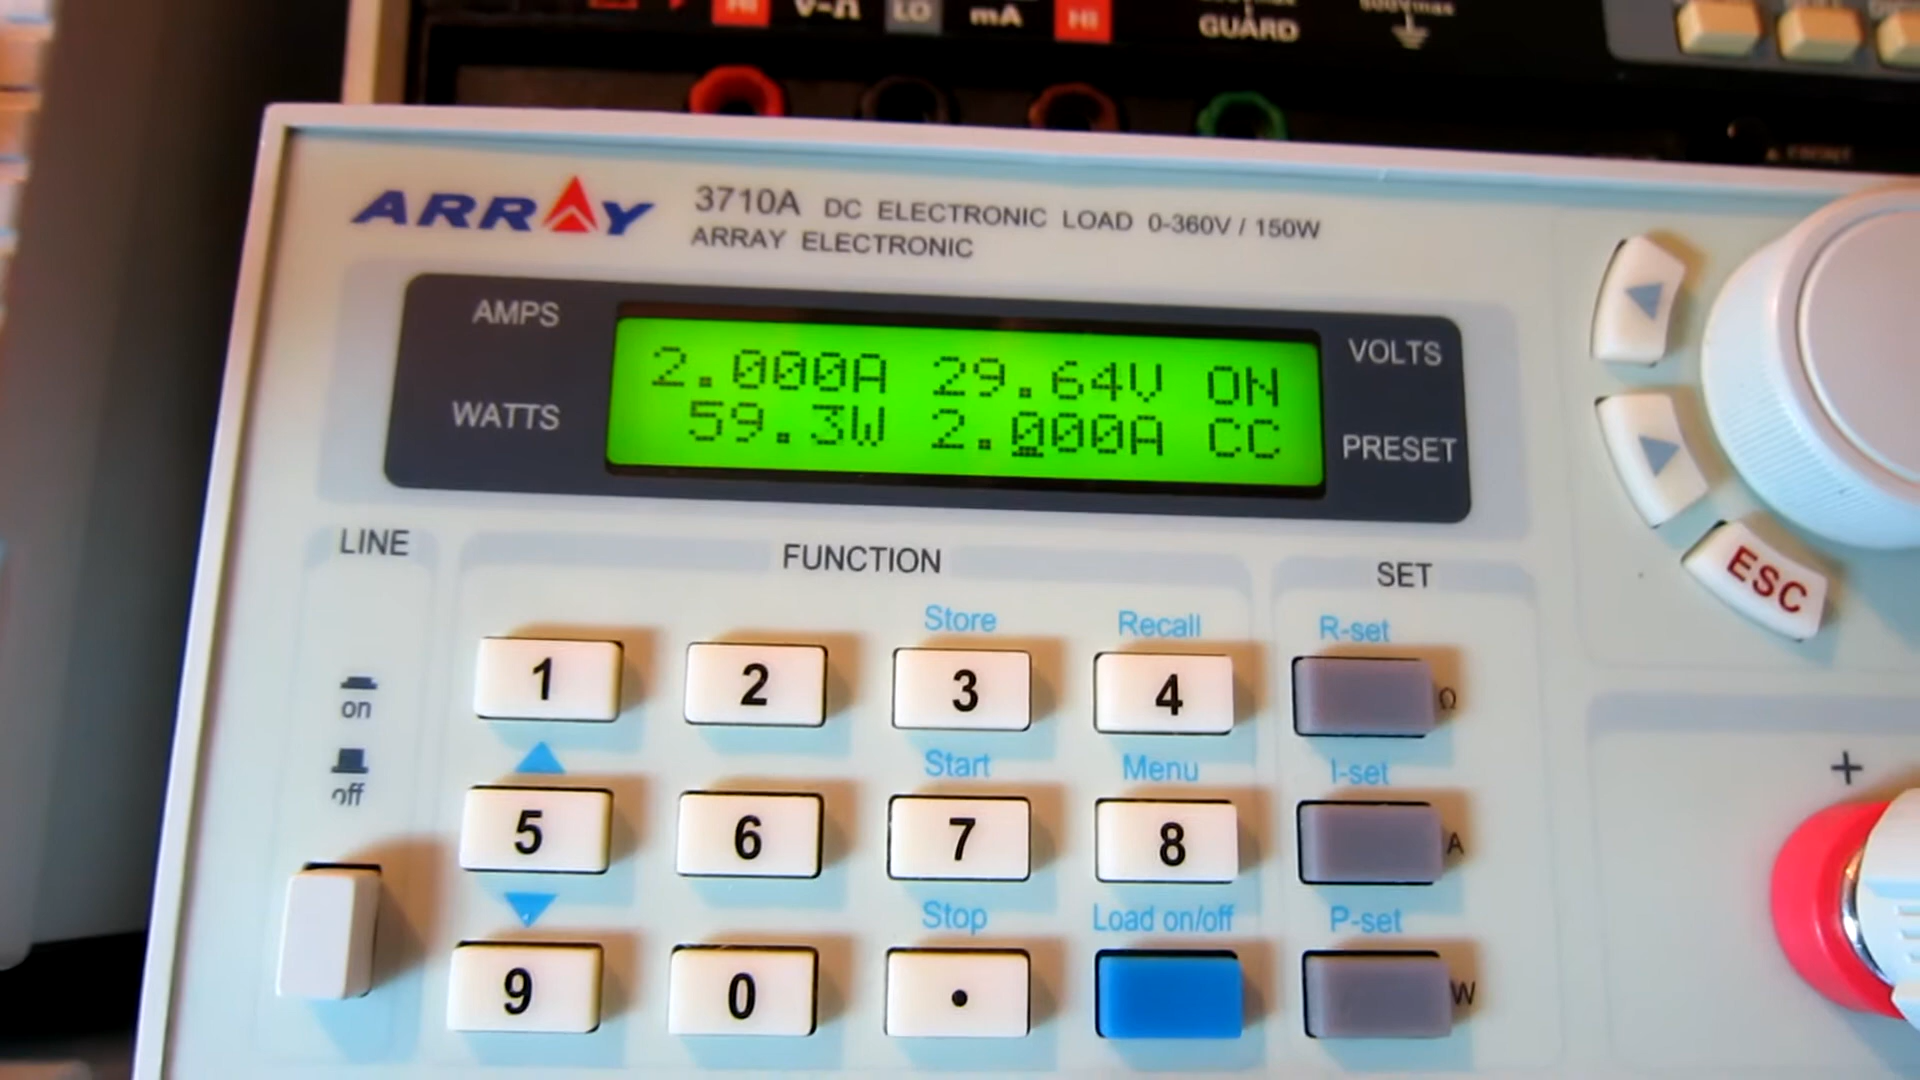 HI V-Ω LO mA HI GUARD
ARRAY 3710A DC ELECTRONIC LOAD 0-360V / 150W
ARRAY ELECTRONIC
AMPS 2.000A 29.64V ON VOLTS
WATTS 59.3W 2.000A CC PRESET
LINE FUNCTION SET
ESC
Store Recall R-set
on 1 2 3 4 Ω
Start Menu I-set
off 5 6 7 8 A
+
Stop Load on/off P-set
9 0 . W